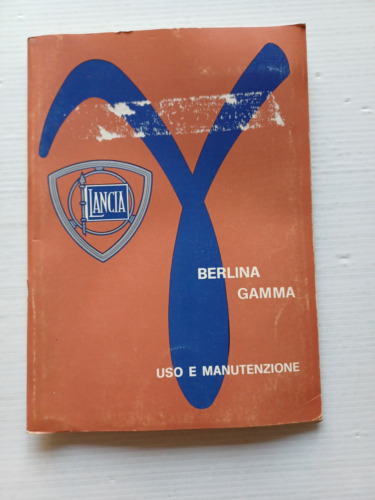 LANCIA
BERLINA
GAMMA
USO E MANUTENZIONE